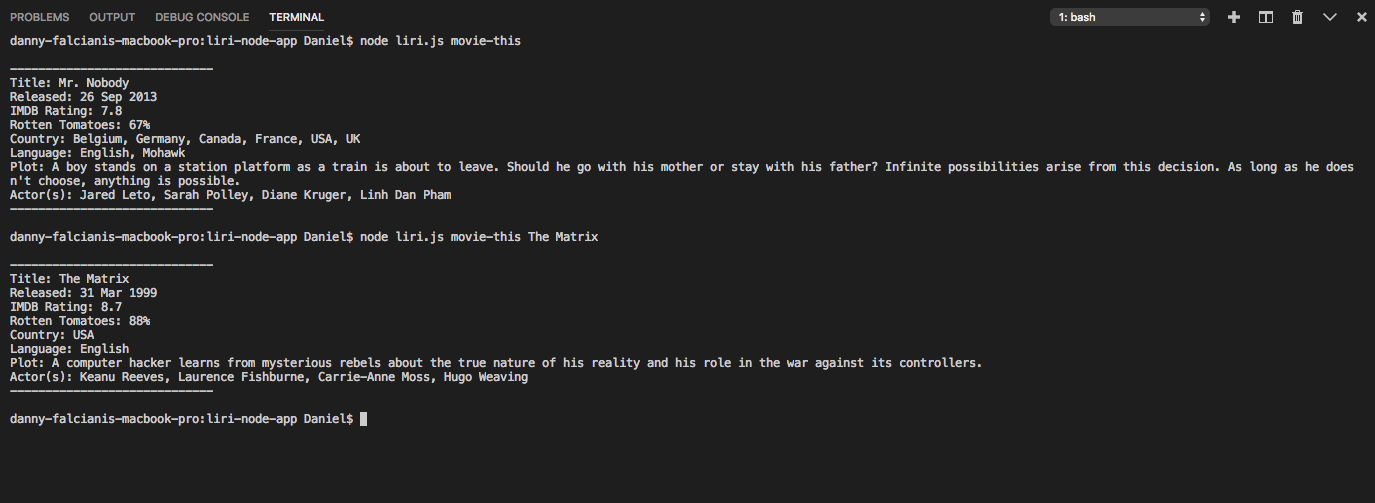 PROBLEMS OUTPUT DEBUG CONSOLE TERMINAL 1: bash
danny-falcianis-macbook-pro:liri-node-app Daniel$ node liri.js movie-this
-----------------------------
Title: Mr. Nobody
Released: 26 Sep 2013
IMDB Rating: 7.8
Rotten Tomatoes: 67%
Country: Belgium, Germany, Canada, France, USA, UK
Language: English, Mohawk
Plot: A boy stands on a station platform as a train is about to leave. Should he go with his mother or stay with his father? Infinite possibilities arise from this decision. As long as he does
n't choose, anything is possible.
Actor(s): Jared Leto, Sarah Polley, Diane Kruger, Linh Dan Pham
-----------------------------
danny-falcianis-macbook-pro:liri-node-app Daniel$ node liri.js movie-this The Matrix
-----------------------------
Title: The Matrix
Released: 31 Mar 1999
IMDB Rating: 8.7
Rotten Tomatoes: 88%
Country: USA
Language: English
Plot: A computer hacker learns from mysterious rebels about the true nature of his reality and his role in the war against its controllers.
Actor(s): Keanu Reeves, Laurence Fishburne, Carrie-Anne Moss, Hugo Weaving
-----------------------------
danny-falcianis-macbook-pro:liri-node-app Daniel$